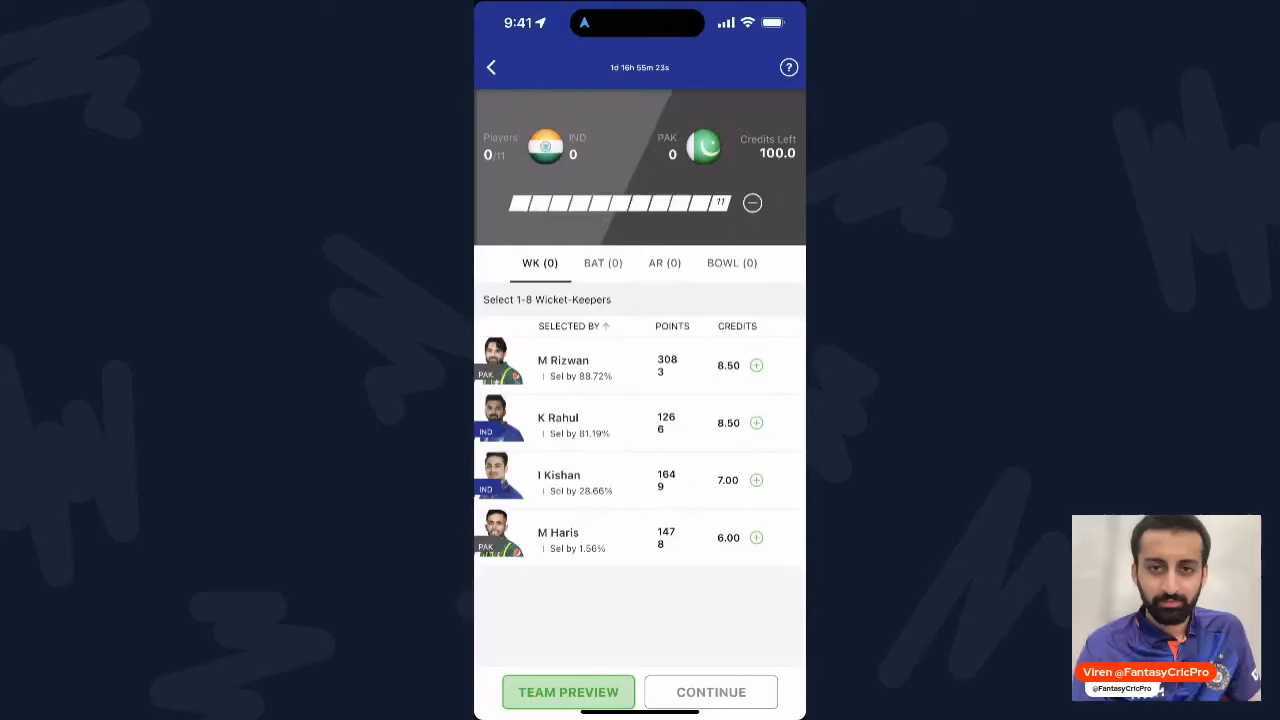 9:41
1d 16h 55m 23s
?
Players
0/11
IND
0
PAK
0
Credits Left
100.0
11
WK (0) BAT (0) AR (0) BOWL (0)
Select 1-8 Wicket-Keepers
SELECTED BY POINTS CREDITS
PAK
M Rizwan
Sel by 88.72%
308
3
8.50
IND
K Rahul
Sel by 81.19%
126
6
8.50
IND
I Kishan
Sel by 28.66%
164
9
7.00
PAK
M Haris
Sel by 1.56%
147
8
6.00
TEAM PREVIEW CONTINUE
Viren @FantasyCricPro
@FantasyCricPro